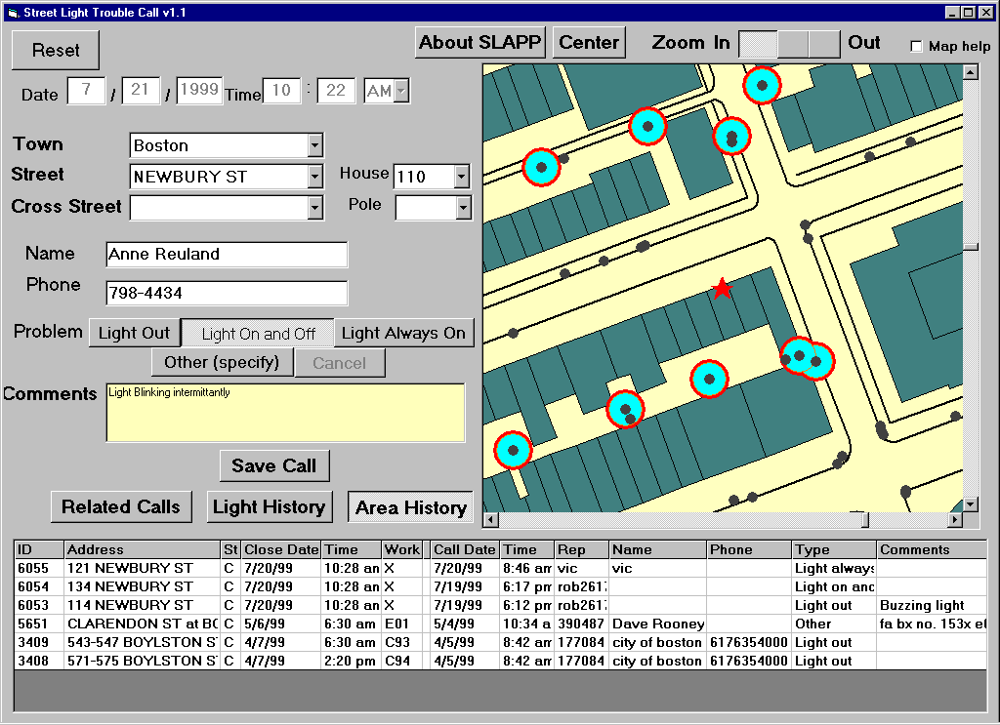 Street Light Trouble Call v1.1
Reset
About SLAPP Center Zoom In Out Map help
Date 7 / 21 / 1999 Time 10 : 22 AM
Town Boston
Street NEWBURY ST House 110
Cross Street Pole
Name Anne Reuland
Phone 798-4434
Problem Light Out Light On and Off Light Always On
Other (specify) Cancel
Comments Light Blinking intermittantly
Save Call
Related Calls Light History Area History
ID Address St Close Date Time Work Call Date Time Rep Name Phone Type Comments
6055 121 NEWBURY ST C 7/20/99 10:28 am X 7/20/99 8:46 am vic vic Light always
6054 134 NEWBURY ST C 7/20/99 10:28 am X 7/19/99 6:17 pm rob2617 Light on and
6053 114 NEWBURY ST C 7/20/99 10:28 am X 7/19/99 6:12 pm rob2617 Light out Buzzing light
5651 CLARENDON ST at BO C 5/6/99 6:30 am E01 5/4/99 10:34 a 390487 Dave Rooney Other fa bx no. 153x
3409 543-547 BOYLSTON S C 4/7/99 6:30 am C93 4/5/99 8:42 am 177084 city of boston 6176354000 Light out
3408 571-575 BOYLSTON S C 4/7/99 2:20 pm C94 4/5/99 8:42 am 177084 city of boston 6176354000 Light out